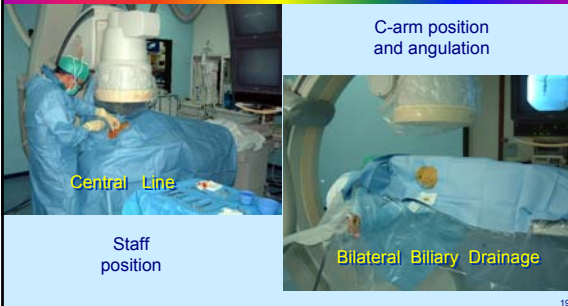 C-arm position
and angulation
Central Line
Staff
position
Bilateral Biliary Drainage
19